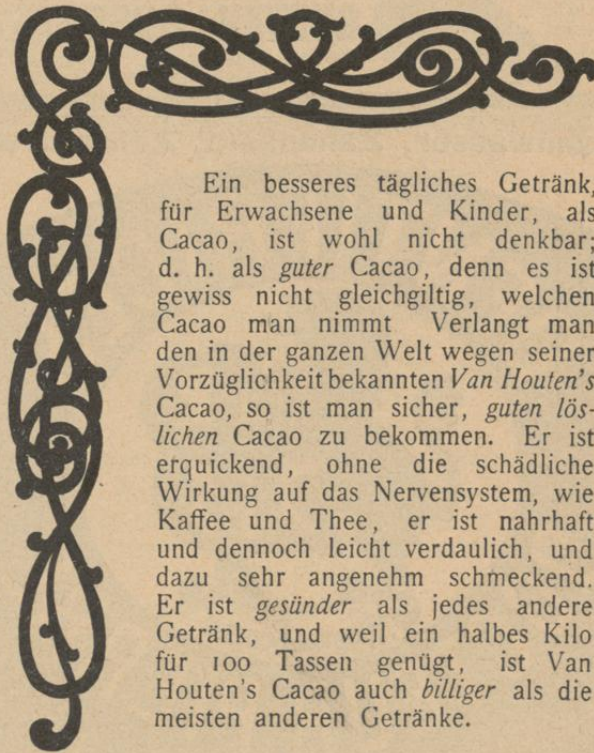 Ein besseres tägliches Getränk,
für Erwachsene und Kinder, als
Cacao, ist wohl nicht denkbar;
d. h. als guter Cacao, denn es ist
gewiss nicht gleichgiltig, welchen
Cacao man nimmt Verlangt man
den in der ganzen Welt wegen seiner
Vorzüglichkeit bekannten Van Houten's
Cacao, so ist man sicher, guten lös-
lichen Cacao zu bekommen. Er ist
erquickend, ohne die schädliche
Wirkung auf das Nervensystem, wie
Kaffee und Thee, er ist nahrhaft
und dennoch leicht verdaulich, und
dazu sehr angenehm schmeckend.
Er ist gesünder als jedes andere
Getränk, und weil ein halbes Kilo
für 100 Tassen genügt, ist Van
Houten's Cacao auch billiger als die
meisten anderen Getränke.